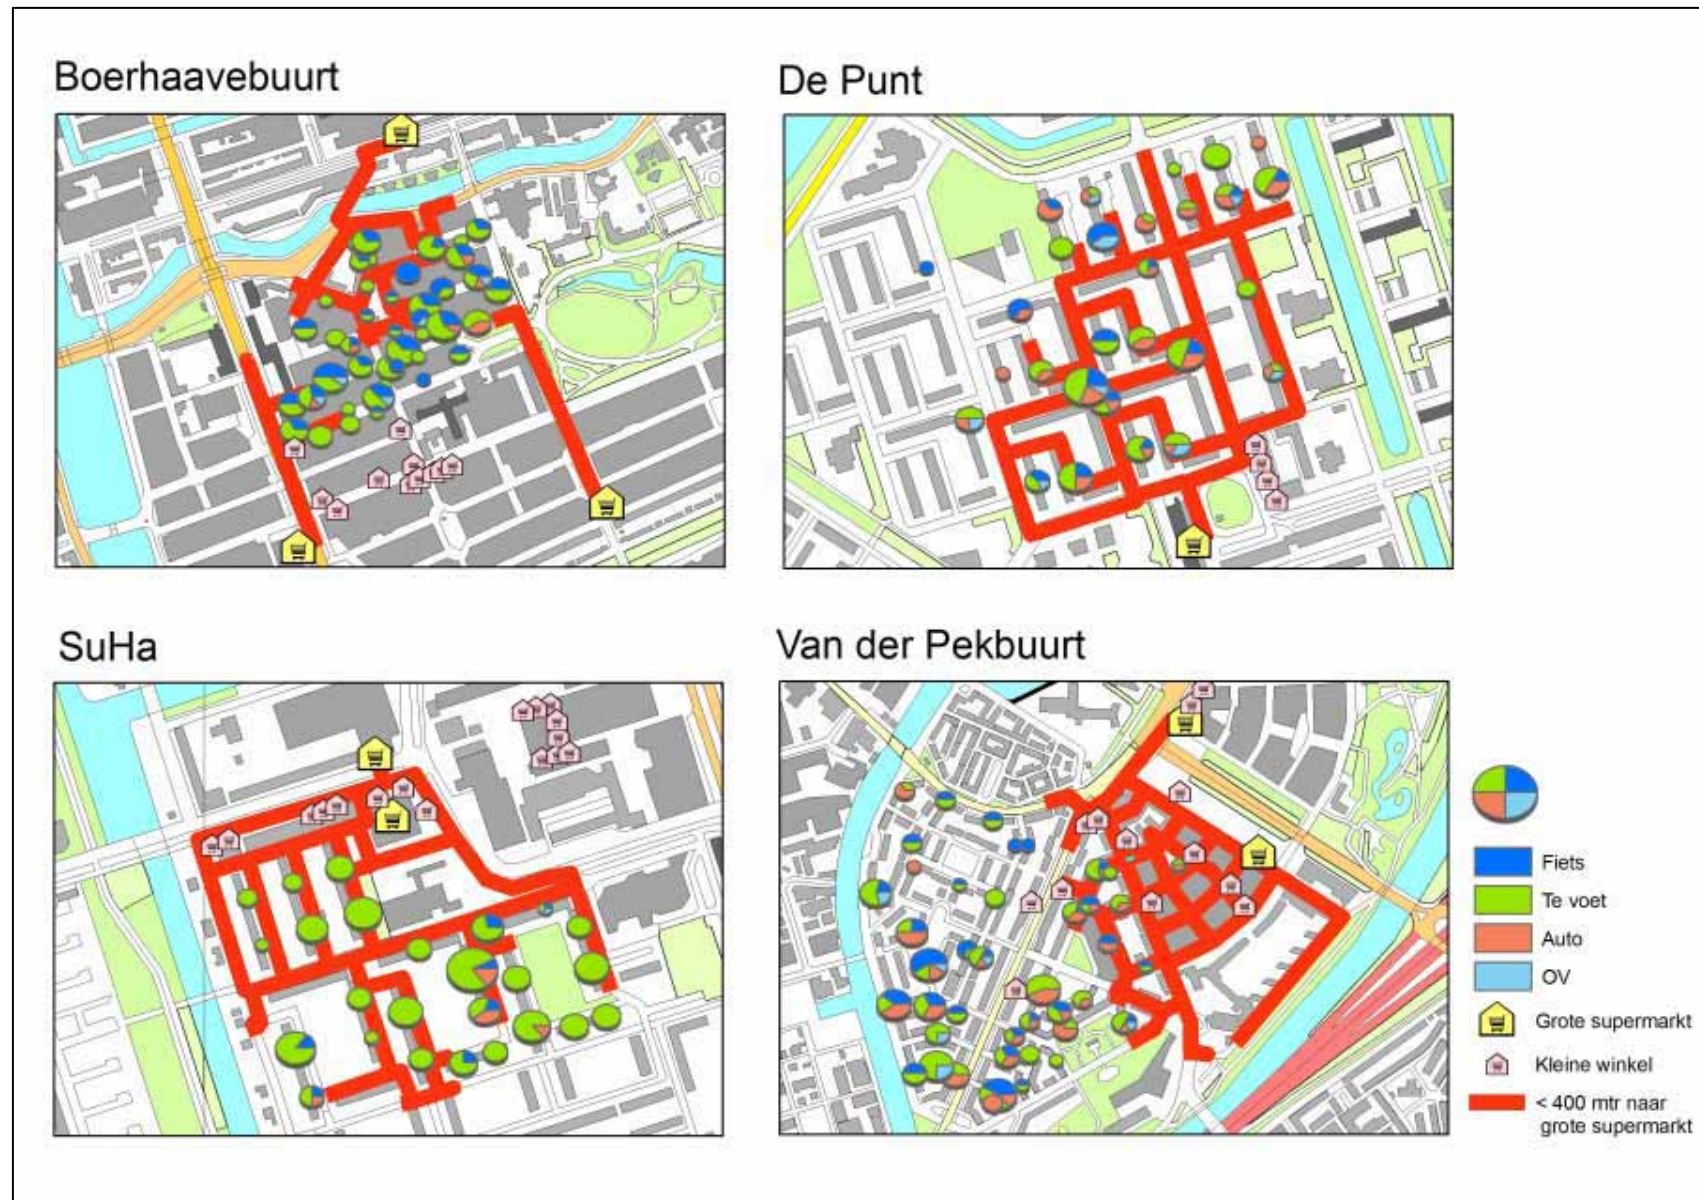 Boerhaavebuurt
De Punt
SuHa
Van der Pekbuurt
Fiets
Te voet
Auto
OV
Grote supermarkt
Kleine winkel
< 400 mtr naar
grote supermarkt